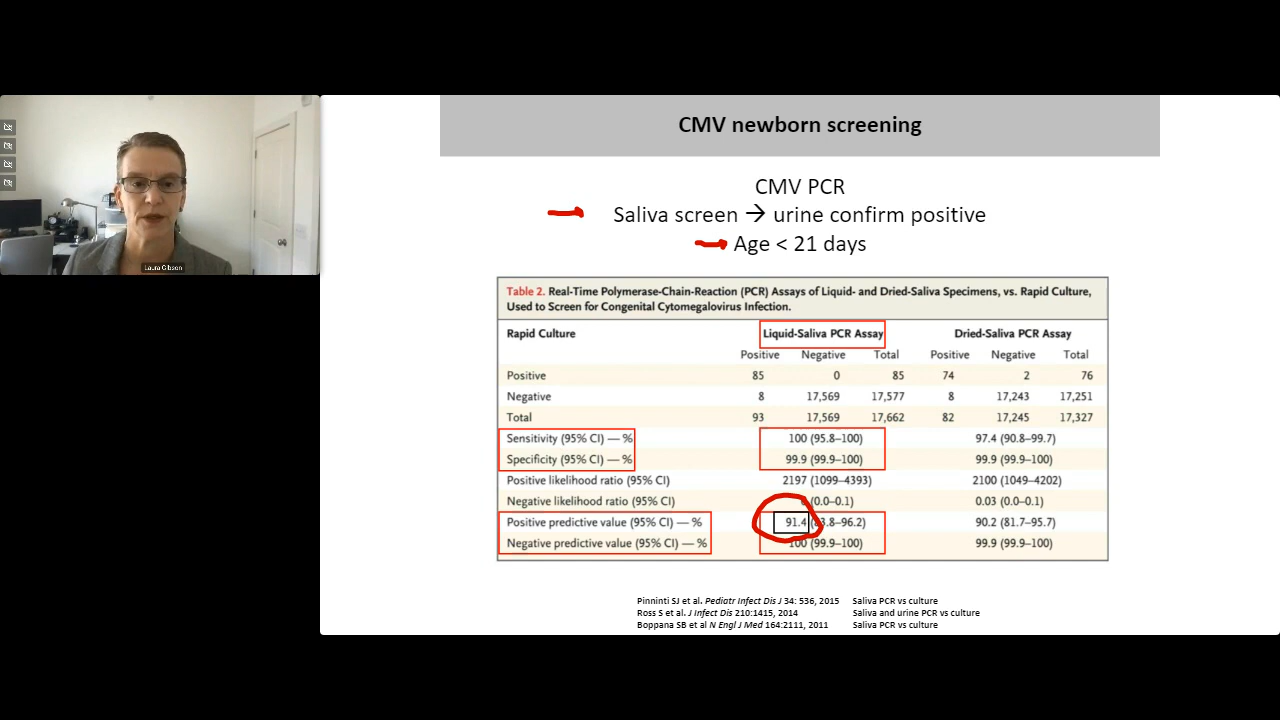 CMV newborn screening
CMV PCR
Saliva screen → urine confirm positive
Age < 21 days
Table 2. Real-Time Polymerase-Chain-Reaction (PCR) Assays of Liquid- and Dried-Saliva Specimens, vs. Rapid Culture,
Used to Screen for Congenital Cytomegalovirus Infection.
Rapid Culture Liquid-Saliva PCR Assay Dried-Saliva PCR Assay
Positive Negative Total Positive Negative Total
Positive 85 0 85 74 2 76
Negative 8 17,569 17,577 8 17,243 17,251
Total 93 17,569 17,662 82 17,245 17,327
Sensitivity (95% CI) — % 100 (95.8–100) 97.4 (90.8–99.7)
Specificity (95% CI) — % 99.9 (99.9–100) 99.9 (99.9–100)
Positive likelihood ratio (95% CI) 2197 (1099–4393) 2100 (1049–4202)
Negative likelihood ratio (95% CI) (0.0–0.1) 0.03 (0.0–0.1)
Positive predictive value (95% CI) — % 91.4 90.2 (81.7–95.7)
Negative predictive value (95% CI) — % 100 (99.9–100) 99.9 (99.9–100)
Pinninti SJ et al. Pediatr Infect Dis J 34: 536, 2015 Saliva PCR vs culture
Ross S et al. J Infect Dis 210:1415, 2014 Saliva and urine PCR vs culture
Boppana SB et al N Engl J Med 164:2111, 2011 Saliva PCR vs culture
Laura Gibson